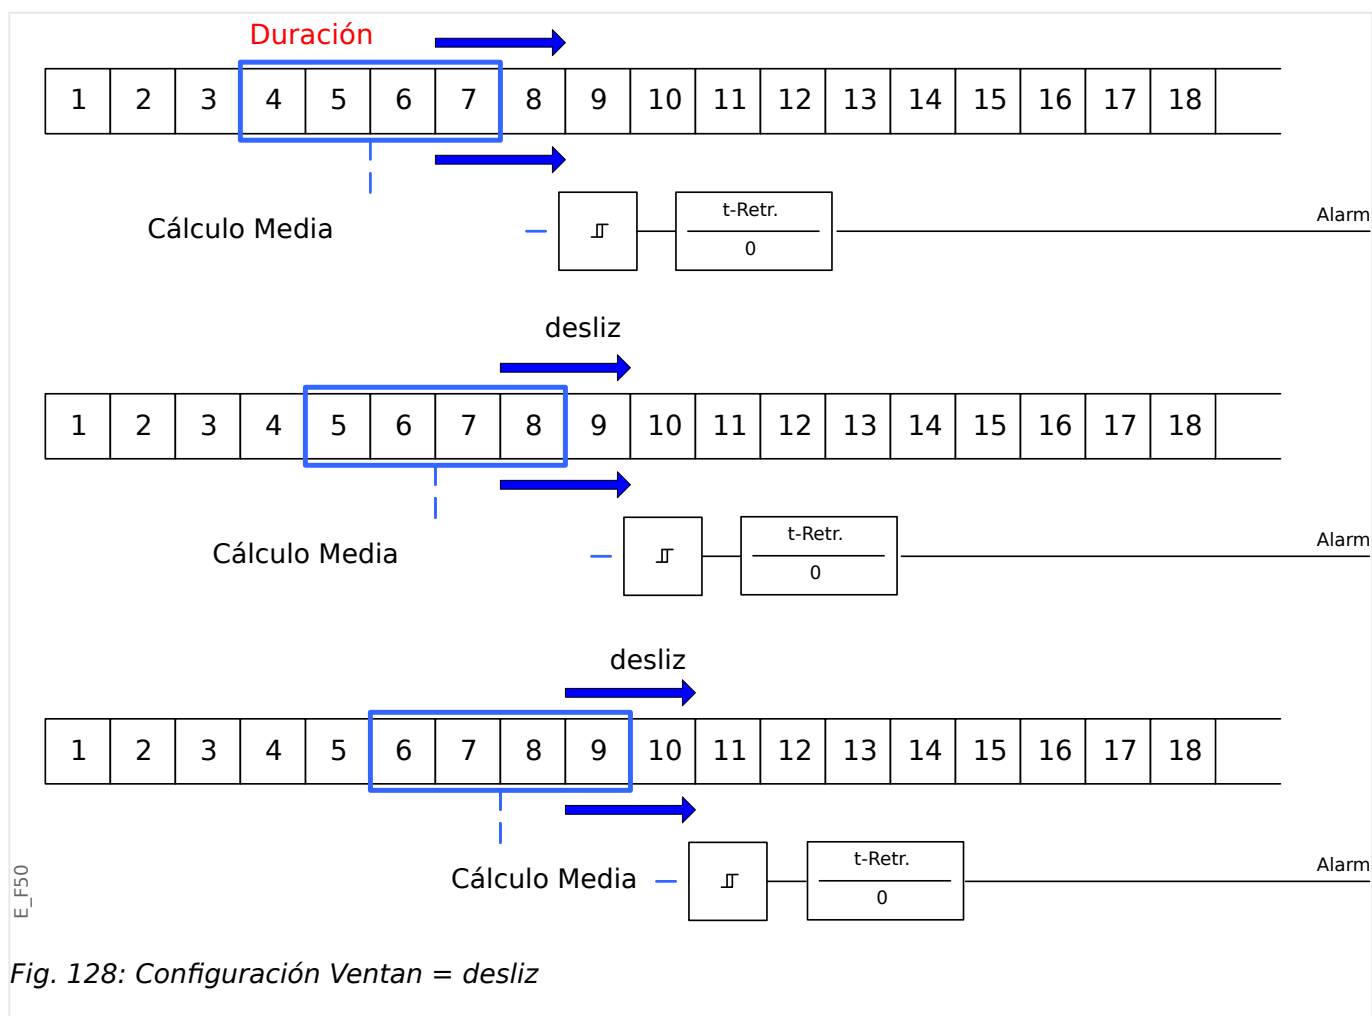 Duración
1 2 3 4 5 6 7 8 9 10 11 12 13 14 15 16 17 18
Cálculo Media
t-Retr.
0
Alarm
desliz
1 2 3 4 5 6 7 8 9 10 11 12 13 14 15 16 17 18
Cálculo Media
t-Retr.
0
Alarm
desliz
1 2 3 4 5 6 7 8 9 10 11 12 13 14 15 16 17 18
Cálculo Media
t-Retr.
0
Alarm
E_F50
Fig. 128: Configuración Ventan = desliz